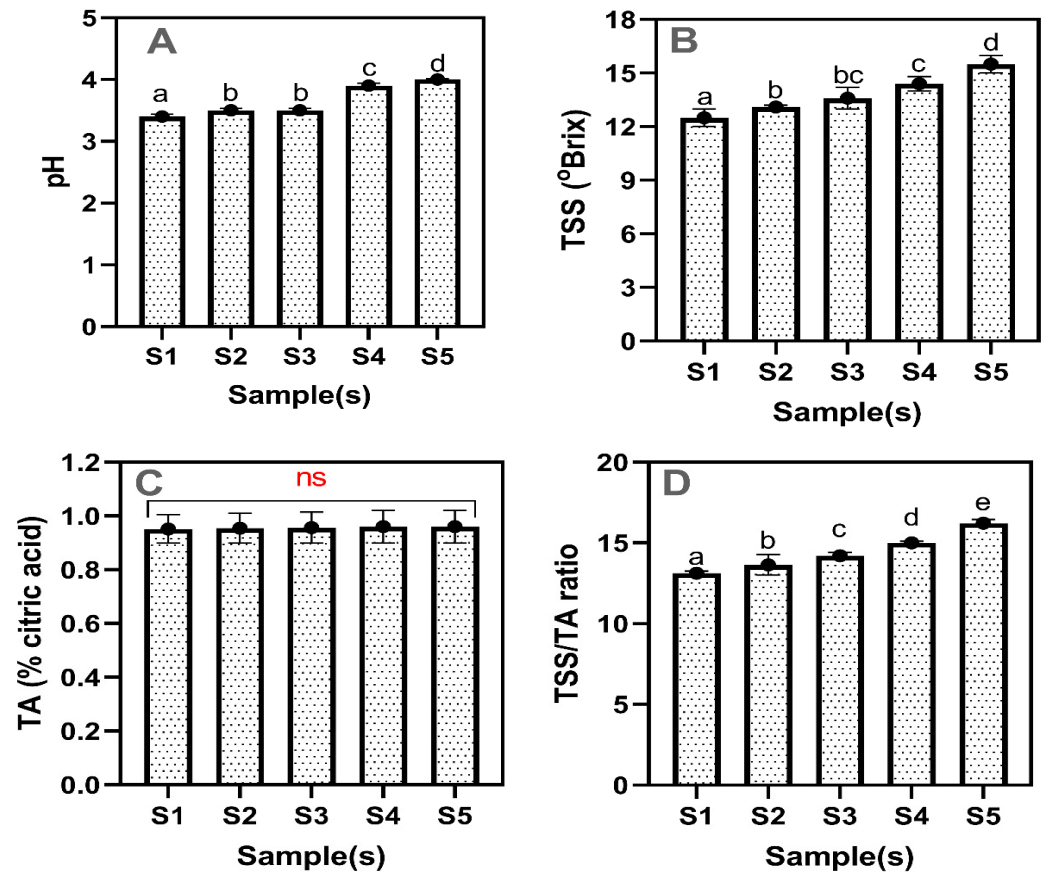 A
pH
5
4
3
2
1
0
a b b c d
S1 S2 S3 S4 S5
Sample(s)
B
TSS (⁰Brix)
18
15
12
9
6
3
0
a b bc c d
S1 S2 S3 S4 S5
Sample(s)
C
TA (% citric acid)
1.2
1.0
0.8
0.6
0.4
0.2
0.0
ns
S1 S2 S3 S4 S5
Sample(s)
D
TSS/TA ratio
20
15
10
5
0
a b c d e
S1 S2 S3 S4 S5
Sample(s)